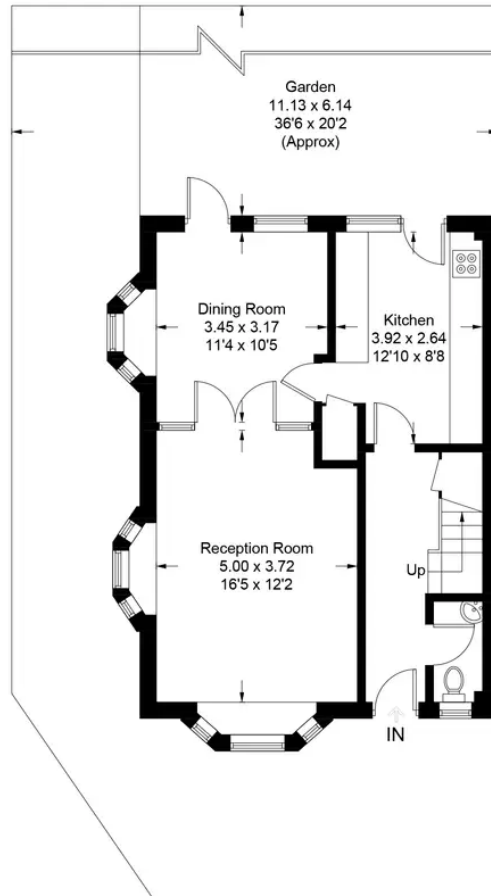 Garden
11.13 x 6.14
36'6 x 20'2
(Approx)
Dining Room
3.45 x 3.17
11'4 x 10'5
Kitchen
3.92 x 2.64
12'10 x 8'8
Reception Room
5.00 x 3.72
16'5 x 12'2
Up
IN